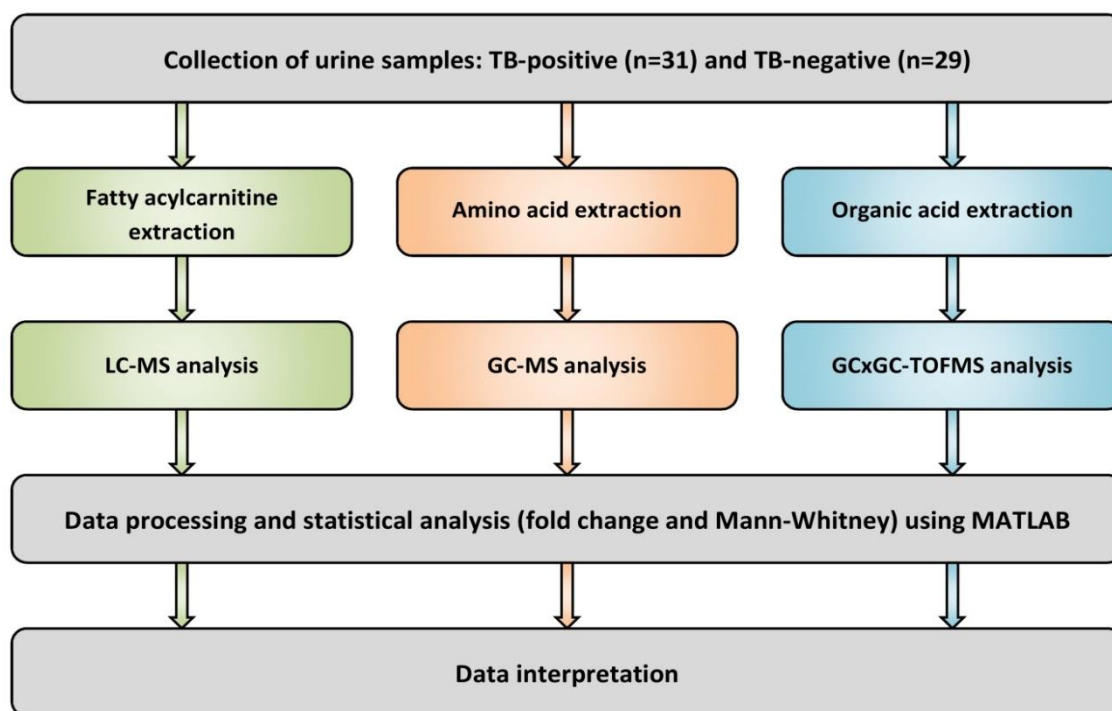 Collection of urine samples: TB-positive (n=31) and TB-negative (n=29)
Fatty acylcarnitine
extraction
Amino acid extraction
Organic acid extraction
LC-MS analysis
GC-MS analysis
GCxGC-TOFMS analysis
Data processing and statistical analysis (fold change and Mann-Whitney) using MATLAB
Data interpretation